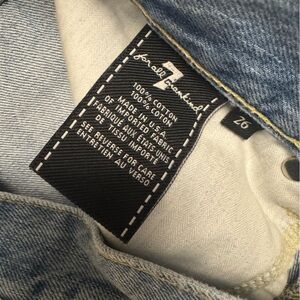 7
for all mankind
100% COTTON
100% COTON
MADE IN U.S.A.
OF IMPORTED FABRIC
FABRIQUÉ AUX ÉTATS-UNIS
DE TISSU IMPORTÉ
SEE REVERSE FOR CARE
ENTRETIEN AU VERSO
26